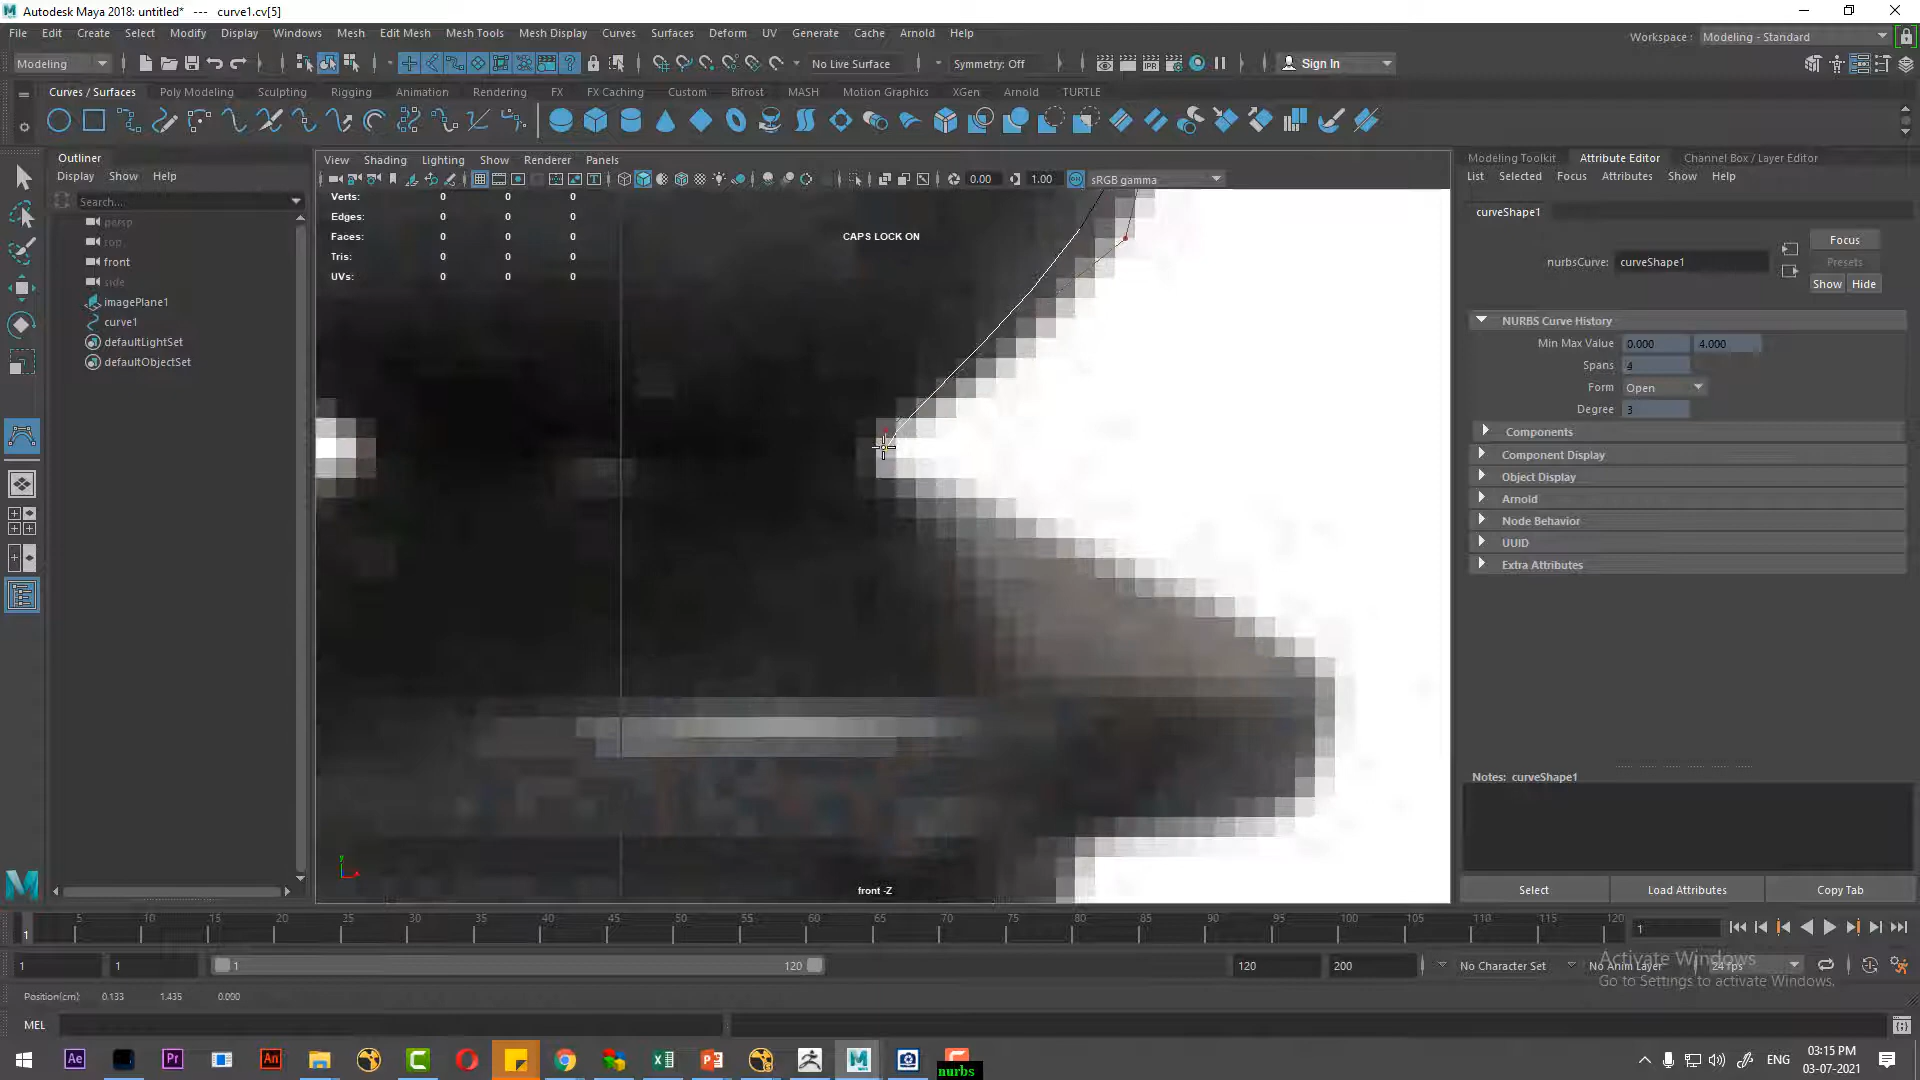 Autodesk Maya 2018: untitled* --- curve1.cv[5]
File Edit Create Select Modify Display Windows Mesh Edit Mesh Mesh Tools Mesh Display Curves Surfaces Deform UV Generate Cache Arnold Help
Workspace : Modeling - Standard
Modeling No Live Surface Symmetry: Off Sign In
Curves / Surfaces Poly Modeling Sculpting Rigging Animation Rendering FX FX Caching Custom Bifrost MASH Motion Graphics XGen Arnold TURTLE
Outliner
Display Show Help
Search...
persp
top
front
side
imagePlane1
curve1
defaultLightSet
defaultObjectSet
View Shading Lighting Show Renderer Panels
0.00 1.00 sRGB gamma
Verts: 0 0 0
Edges: 0 0 0
Faces: 0 0 0
Tris: 0 0 0
UVs: 0 0 0
CAPS LOCK ON
front -Z
y
Modeling Toolkit Attribute Editor Channel Box / Layer Editor
List Selected Focus Attributes Show Help
curveShape1
Focus
nurbsCurve: curveShape1
Presets
Show Hide
NURBS Curve History
Min Max Value 0.000 4.000
Spans 4
Form Open
Degree 3
Components
Component Display
Object Display
Arnold
Node Behavior
UUID
Extra Attributes
Notes: curveShape1
Select Load Attributes Copy Tab
5 10 15 20 25 30 35 40 45 50 55 60 65 70 75 80 85 90 95 100 105 110 115 120
1 1
1 1 1 120 120 200 No Character Set No Anim Layer 24 fps
Activate Windows
Go to Settings to activate Windows.
Position(cm): 0.133 1.435 0.000
MEL
Ae Pr An nurbs ENG 03:15 PM
03-07-2021